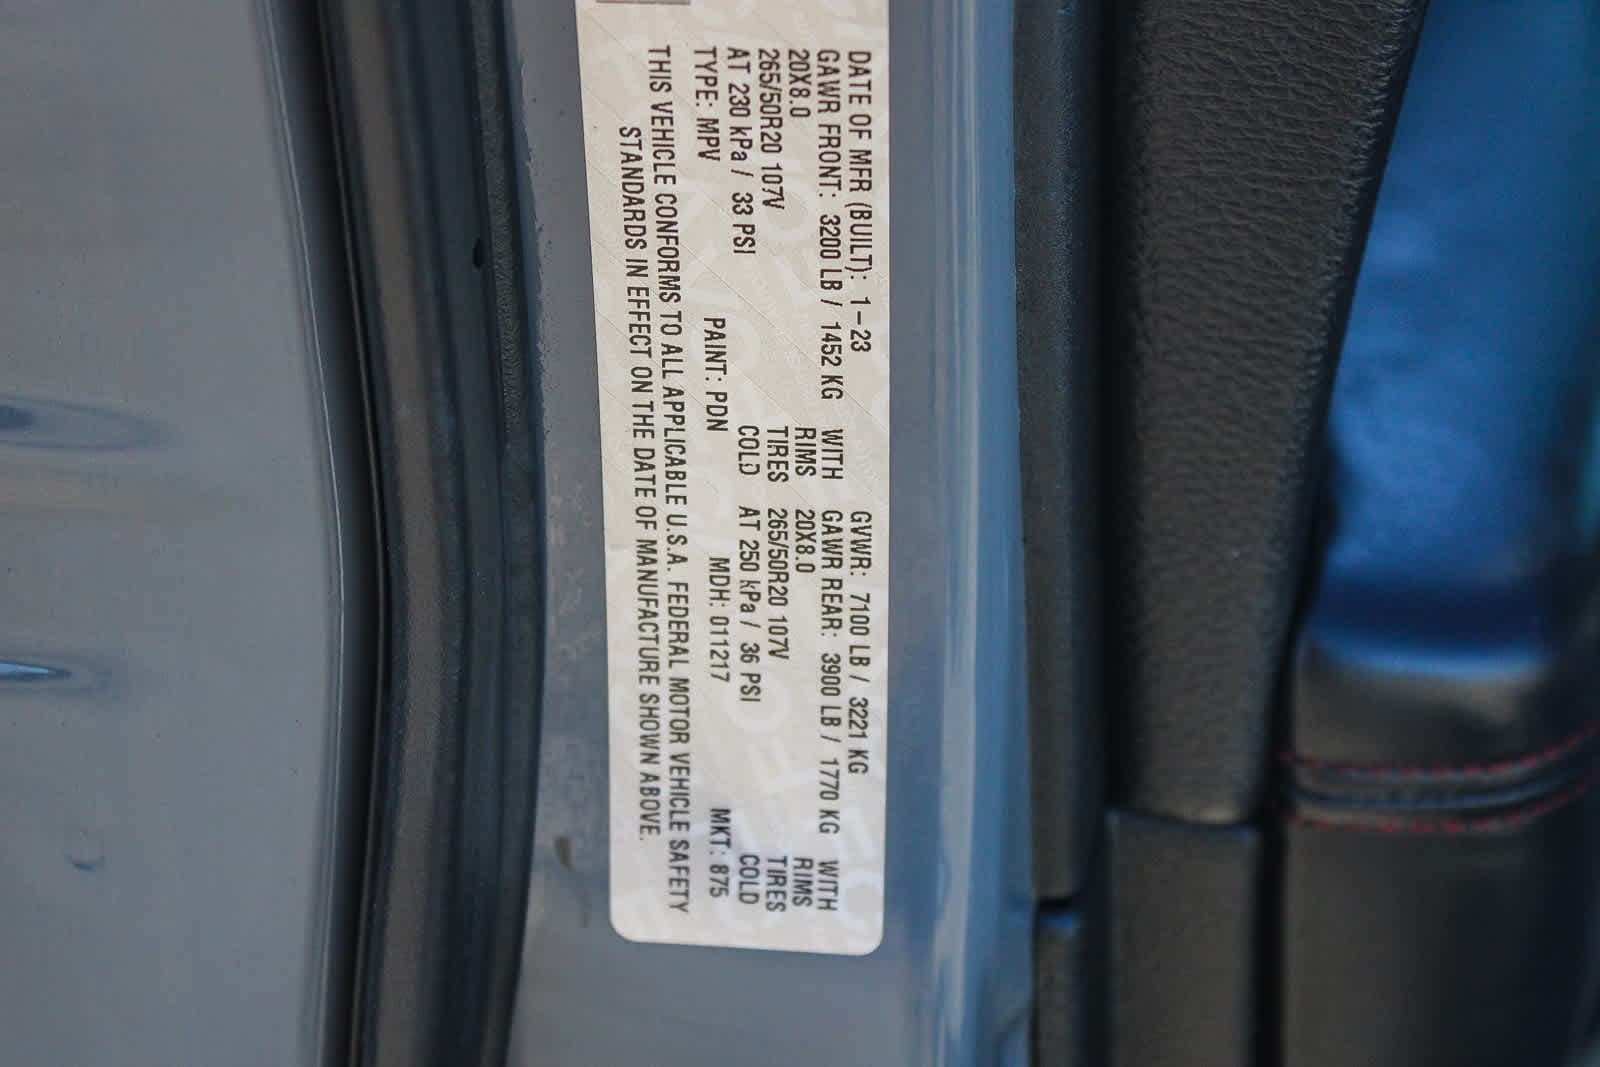 DATE OF MFR (BUILT): 1-23 GVWR: 7100 LB / 3221 KG
GAWR FRONT: 3200 LB / 1452 KG WITH GAWR REAR: 3900 LB / 1770 KG WITH
20X8.0 RIMS 20X8.0 RIMS
265/50R20 107V TIRES 265/50R20 107V TIRES
AT 230 kPa / 33 PSI COLD AT 250 kPa / 36 PSI COLD
TYPE: MPV PAINT: PDN MDH: 011217 MKT: 875
THIS VEHICLE CONFORMS TO ALL APPLICABLE U.S.A. FEDERAL MOTOR VEHICLE SAFETY
STANDARDS IN EFFECT ON THE DATE OF MANUFACTURE SHOWN ABOVE.